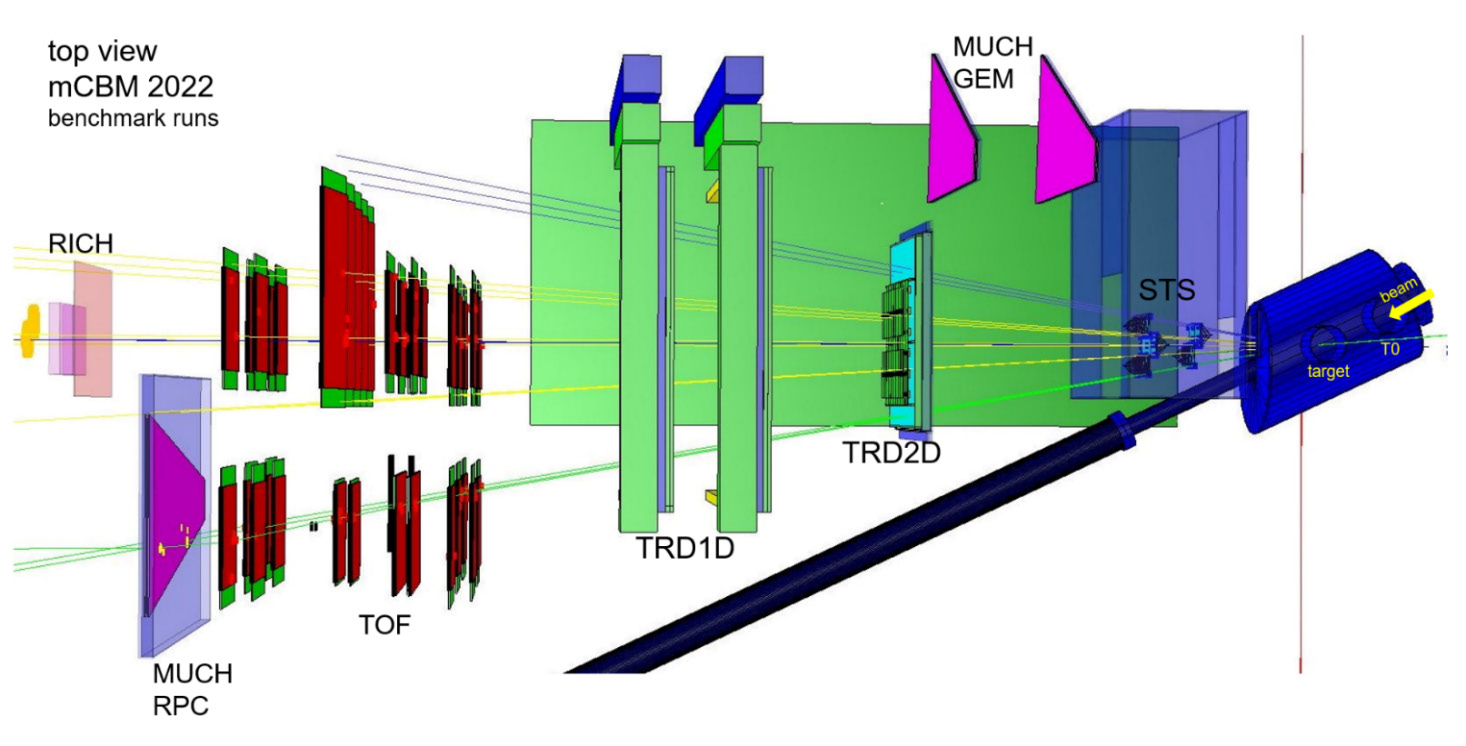 top view
mCBM 2022
benchmark runs
MUCH
GEM
RICH
STS
beam
T0
target
TRD2D
TRD1D
TOF
MUCH
RPC